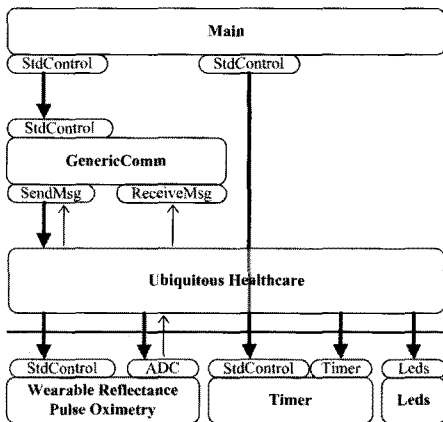 Main
StdControl StdControl
StdControl
GenericComm
SendMsg ReceiveMsg
Ubiquitous Healthcare
StdControl ADC StdControl Timer Leds
Wearable Reflectance
Pulse Oximetry
Timer
Leds